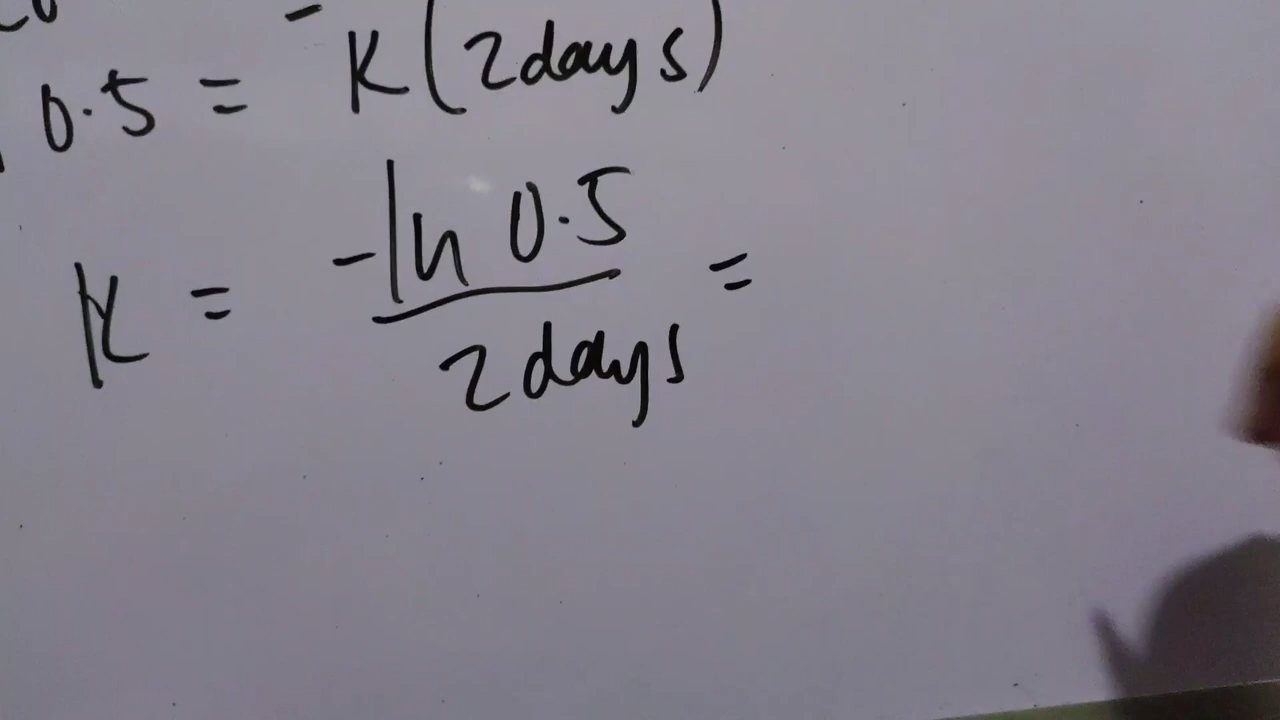 0.5 = -K(2days)
K = -ln 0.5 / 2days =